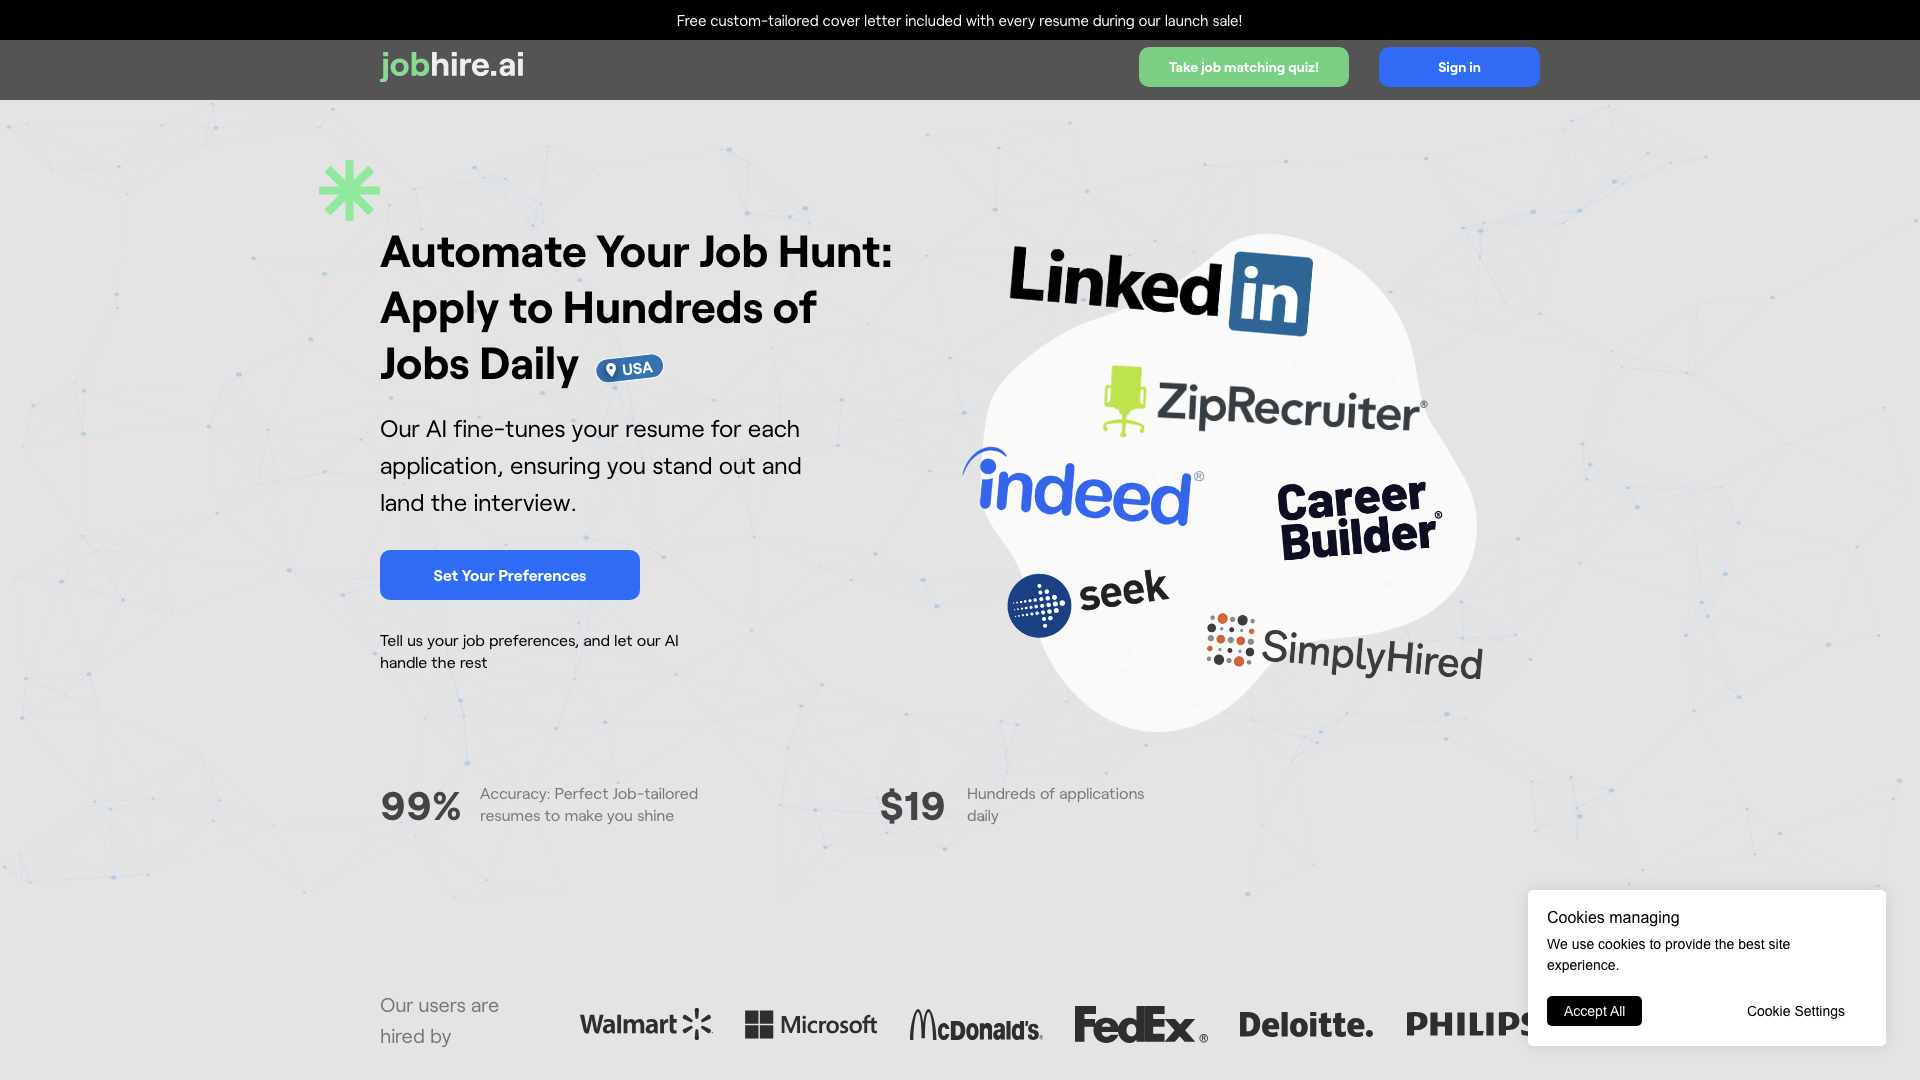 Free custom-tailored cover letter included with every resume during our launch sale!
jobhire.ai
Take job matching quiz!
Sign in
Automate Your Job Hunt:
Apply to Hundreds of
Jobs Daily
USA
Our AI fine-tunes your resume for each
application, ensuring you stand out and
land the interview.
Set Your Preferences
Tell us your job preferences, and let our AI
handle the rest
Linked in
ZipRecruiter®
indeed®
Career
Builder®
seek
SimplyHired
99%
Accuracy: Perfect Job-tailored
resumes to make you shine
$19
Hundreds of applications
daily
Our users are
hired by
Walmart
Microsoft
McDonald's
FedEx®
Deloitte.
PHILIPS
Cookies managing
We use cookies to provide the best site
experience.
Accept All
Cookie Settings